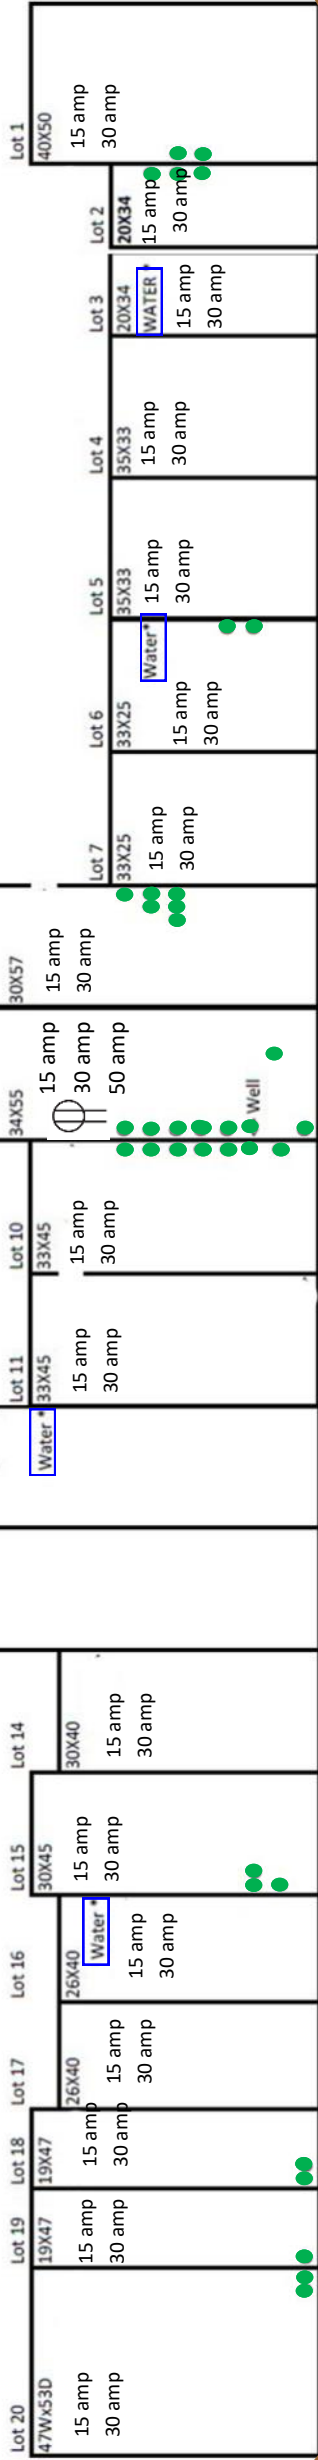 Lot 1
40X50
15 amp
30 amp
Lot 2
20X34
15 amp
30 amp
Lot 3
20X34
WATER *
15 amp
30 amp
Lot 4
35X33
15 amp
30 amp
Lot 5
35X33
15 amp
30 amp
Lot 6
33X25
Water*
15 amp
30 amp
Lot 7
33X25
15 amp
30 amp
30X57
15 amp
30 amp
34X55
15 amp
30 amp
50 amp
Well
Lot 10
33X45
15 amp
30 amp
Lot 11
33X45
15 amp
30 amp
Water *
Lot 14
30X40
15 amp
30 amp
Lot 15
30X45
15 amp
30 amp
Lot 16
26X40
Water *
15 amp
30 amp
Lot 17
26X40
15 amp
30 amp
Lot 18
19X47
15 amp
30 amp
Lot 19
19X47
15 amp
30 amp
Lot 20
47Wx53D
15 amp
30 amp